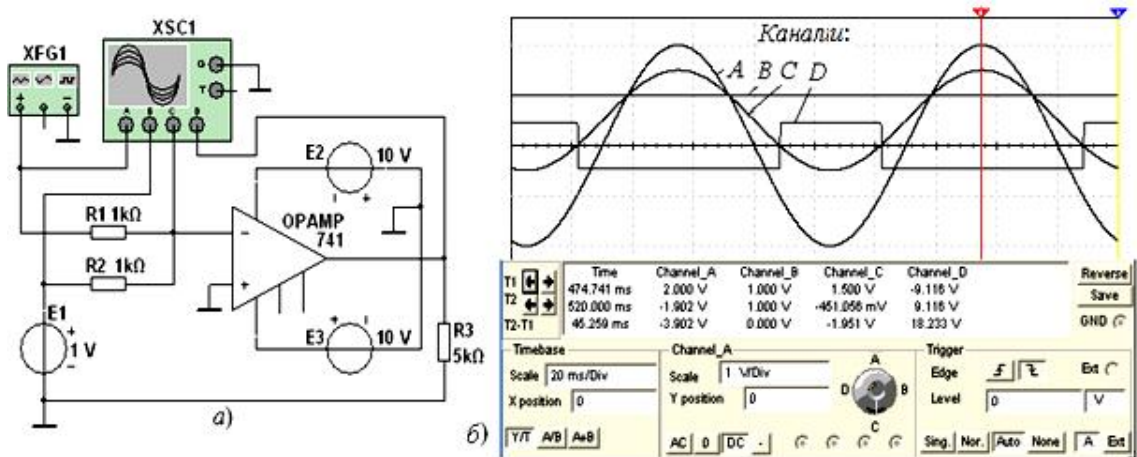 XFG1
XSC1
G
T
A B C D
E2
10 V
OPAMP
741
R1 1kΩ
R2 1kΩ
E1
1 V
E3
10 V
R3
5kΩ
а)
Каналы:
A B C D
б)
Time Channel_A Channel_B Channel_C Channel_D
T1 474.741 ms 2.000 V 1.000 V 1.500 V -9.116 V
T2 520.000 ms -1.902 V 1.000 V -451.056 mV 9.116 V
T2-T1 45.259 ms -3.902 V 0.000 V -1.951 V 18.233 V
Reverse
Save
GND
Timebase
Scale 20 ms/Div
X position 0
Y/T A/B A+B
Channel_A
Scale 1 V/Div
Y position 0
AC 0 DC -
A
D B
C
Trigger
Edge Ext
Level 0 V
Sing. Nor. Auto None A Ext